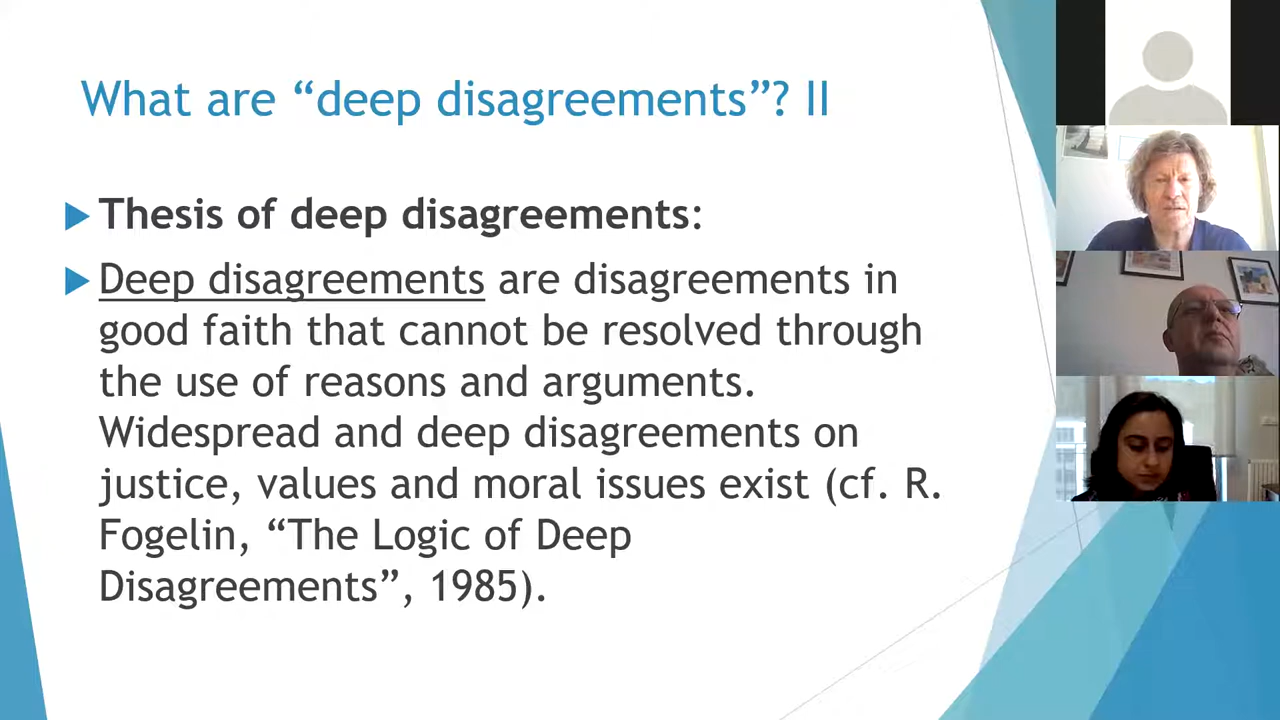 What are “deep disagreements”? II
Thesis of deep disagreements:
Deep disagreements are disagreements in
good faith that cannot be resolved through
the use of reasons and arguments.
Widespread and deep disagreements on
justice, values and moral issues exist (cf. R.
Fogelin, “The Logic of Deep
Disagreements”, 1985).